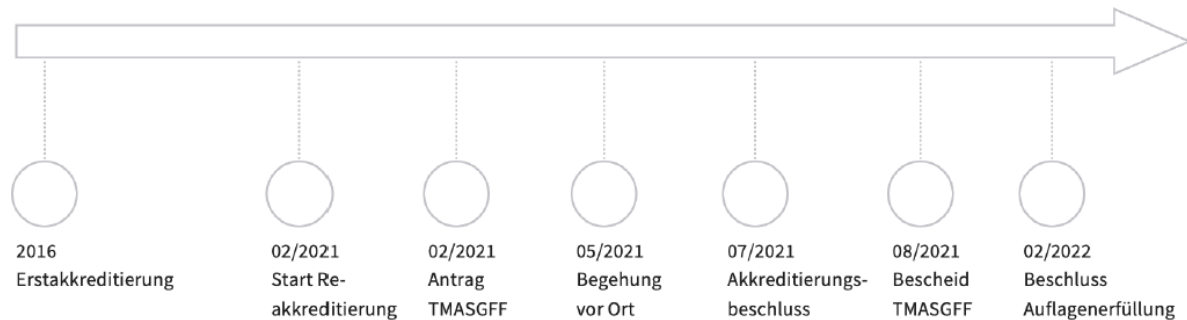 2016
Erstakkreditierung
02/2021
Start Re-
akkreditierung
02/2021
Antrag
TMASGFF
05/2021
Begehung
vor Ort
07/2021
Akkreditierungs-
beschluss
08/2021
Bescheid
TMASGFF
02/2022
Beschluss
Auflagenerfüllung